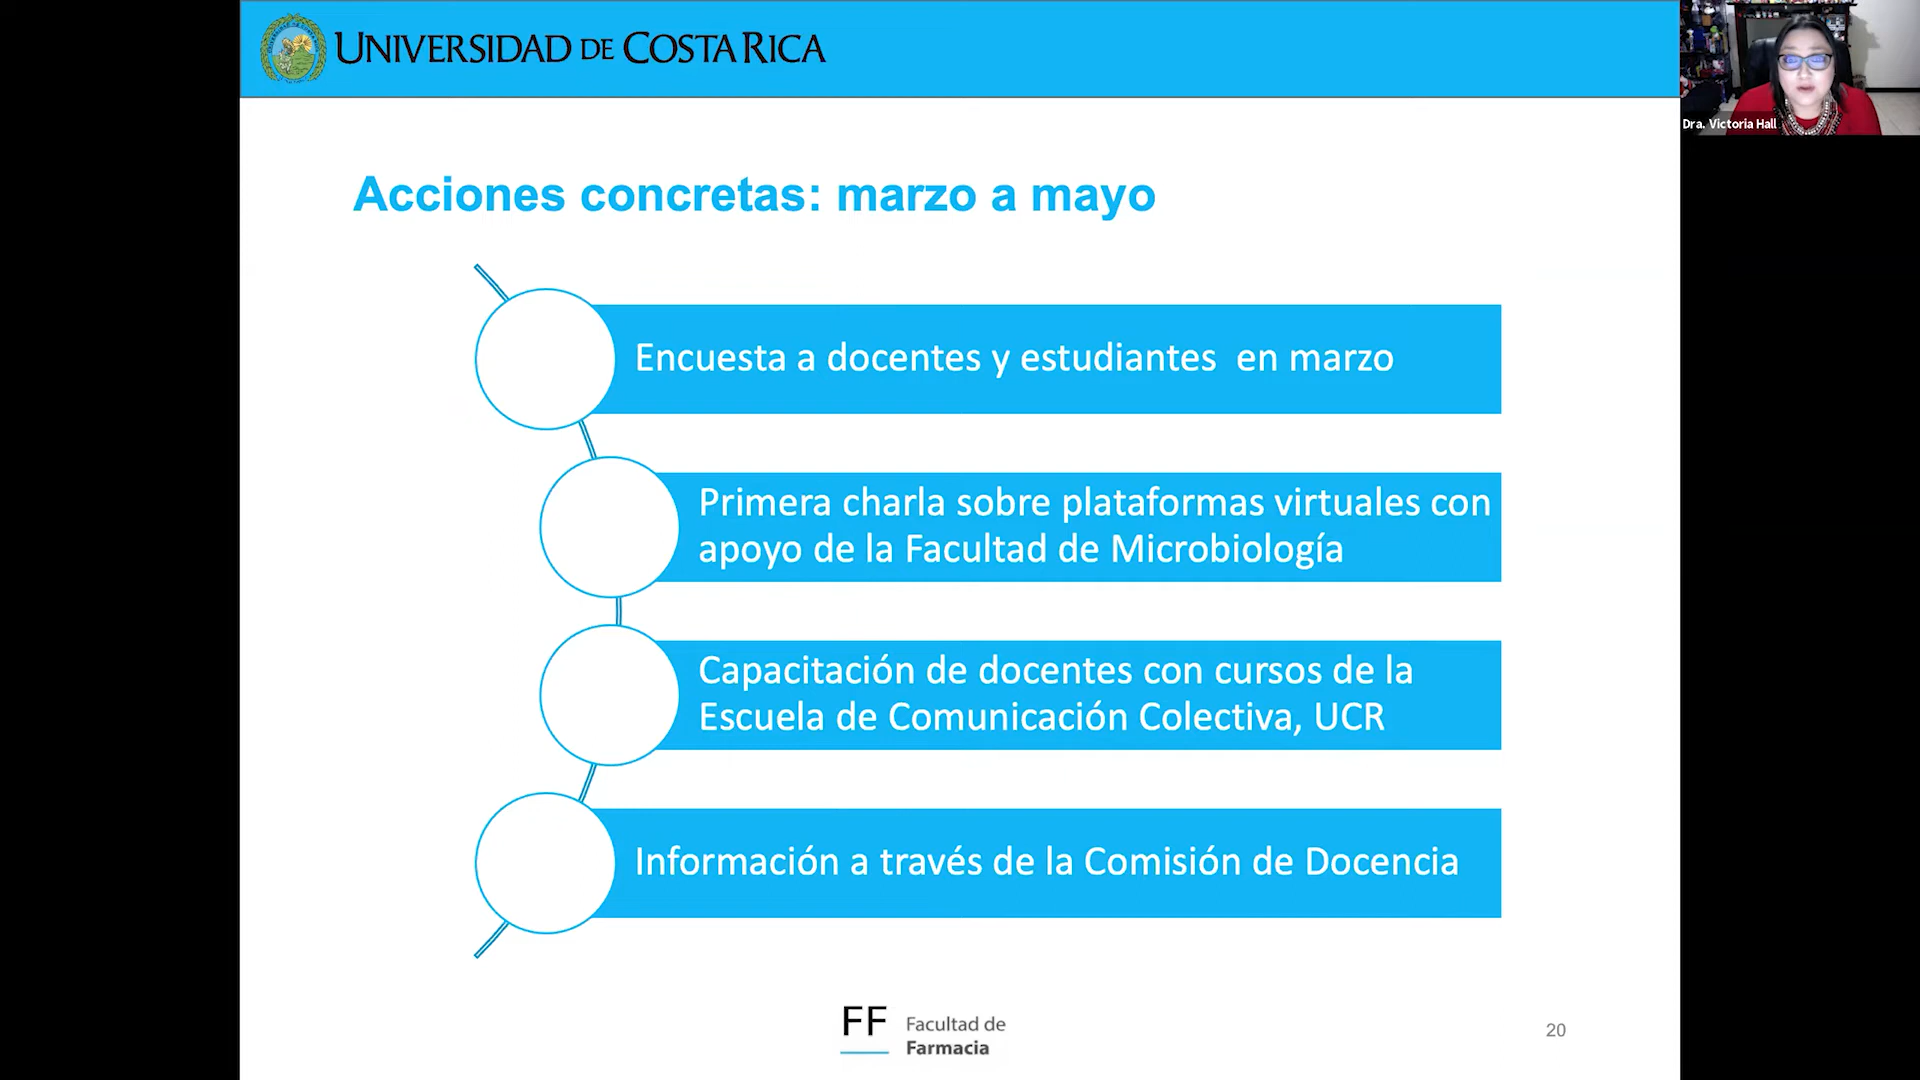 UNIVERSIDAD DE COSTA RICA
Dra. Victoria Hall
Acciones concretas: marzo a mayo
Encuesta a docentes y estudiantes en marzo
Primera charla sobre plataformas virtuales con
apoyo de la Facultad de Microbiología
Capacitación de docentes con cursos de la
Escuela de Comunicación Colectiva, UCR
Información a través de la Comisión de Docencia
FF
Facultad de
Farmacia
20